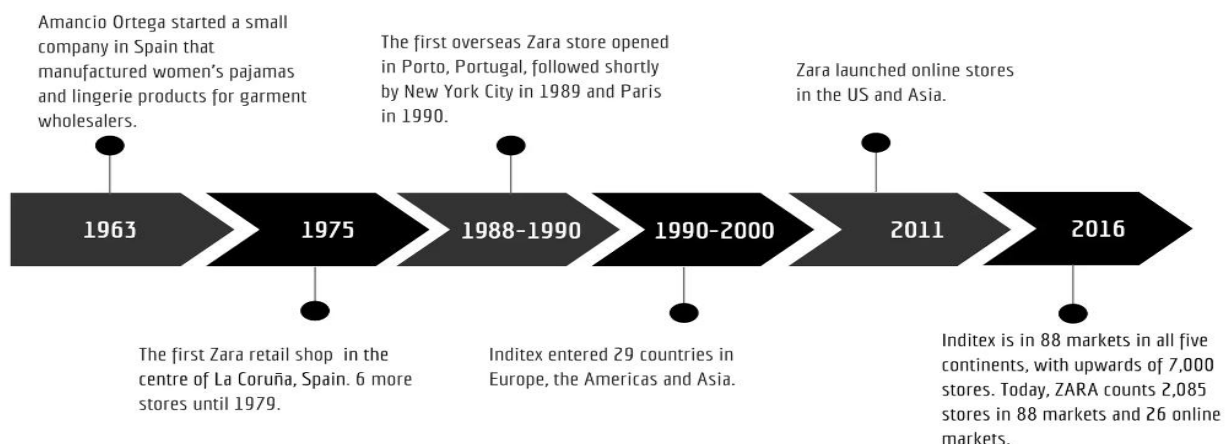 Amancio Ortega started a small
company in Spain that
manufactured women's pajamas
and lingerie products for garment
wholesalers.
The first overseas Zara store opened
in Porto, Portugal, followed shortly
by New York City in 1989 and Paris
in 1990.
Zara launched online stores
in the US and Asia.
1963
1975
1988-1990
1990-2000
2011
2016
The first Zara retail shop in the
centre of La Coruña, Spain. 6 more
stores until 1979.
Inditex entered 29 countries in
Europe, the Americas and Asia.
Inditex is in 88 markets in all five
continents, with upwards of 7,000
stores. Today, ZARA counts 2,085
stores in 88 markets and 26 online
markets.